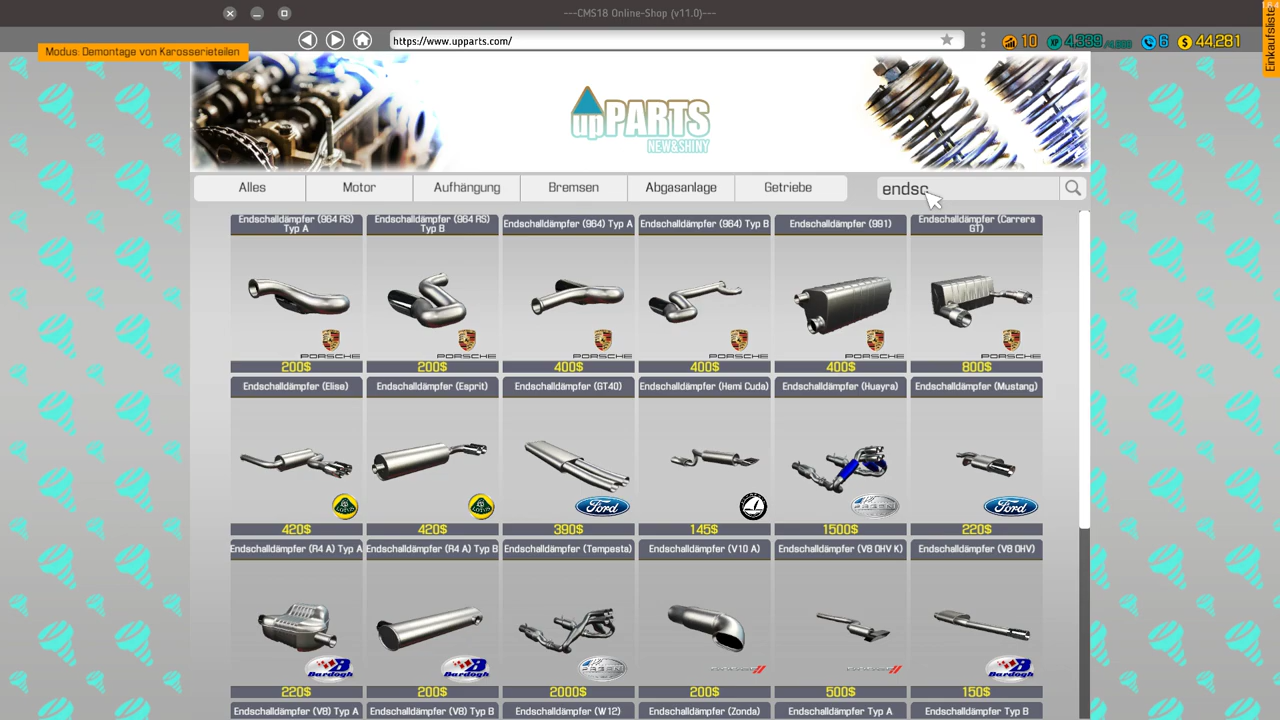 ---CMS18 Online-Shop (v11.0)---
Modus: Demontage von Karosserieteilen
https://www.upparts.com/
10
6
44,281
Einkaufsliste
upPARTS
NEW&SHINY
Alles
Motor
Aufhängung
Bremsen
Abgasanlage
Getriebe
endsc
Endschalldämpfer (964 RS) Typ A
Endschalldämpfer (964 RS) Typ B
Endschalldämpfer (964) Typ A
Endschalldämpfer (964) Typ B
Endschalldämpfer (991)
Endschalldämpfer (Carrera GT)
PORSCHE
PORSCHE
PORSCHE
PORSCHE
PORSCHE
PORSCHE
200$
200$
400$
400$
400$
800$
Endschalldämpfer (Elise)
Endschalldämpfer (Esprit)
Endschalldämpfer (GT40)
Endschalldämpfer (Hemi Cuda)
Endschalldämpfer (Huayra)
Endschalldämpfer (Mustang)
Ford
Ford
420$
420$
390$
145$
1500$
220$
Endschalldämpfer (R4 A) Typ A
Endschalldämpfer (R4 A) Typ B
Endschalldämpfer (Tempesta)
Endschalldämpfer (V10 A)
Endschalldämpfer (V8 OHV K)
Endschalldämpfer (V8 OHV)
Bardogh
Bardogh
Bardogh
220$
200$
2000$
200$
500$
150$
Endschalldämpfer (V8) Typ A
Endschalldämpfer (V8) Typ B
Endschalldämpfer (W12)
Endschalldämpfer (Zonda)
Endschalldämpfer Typ A
Endschalldämpfer Typ B